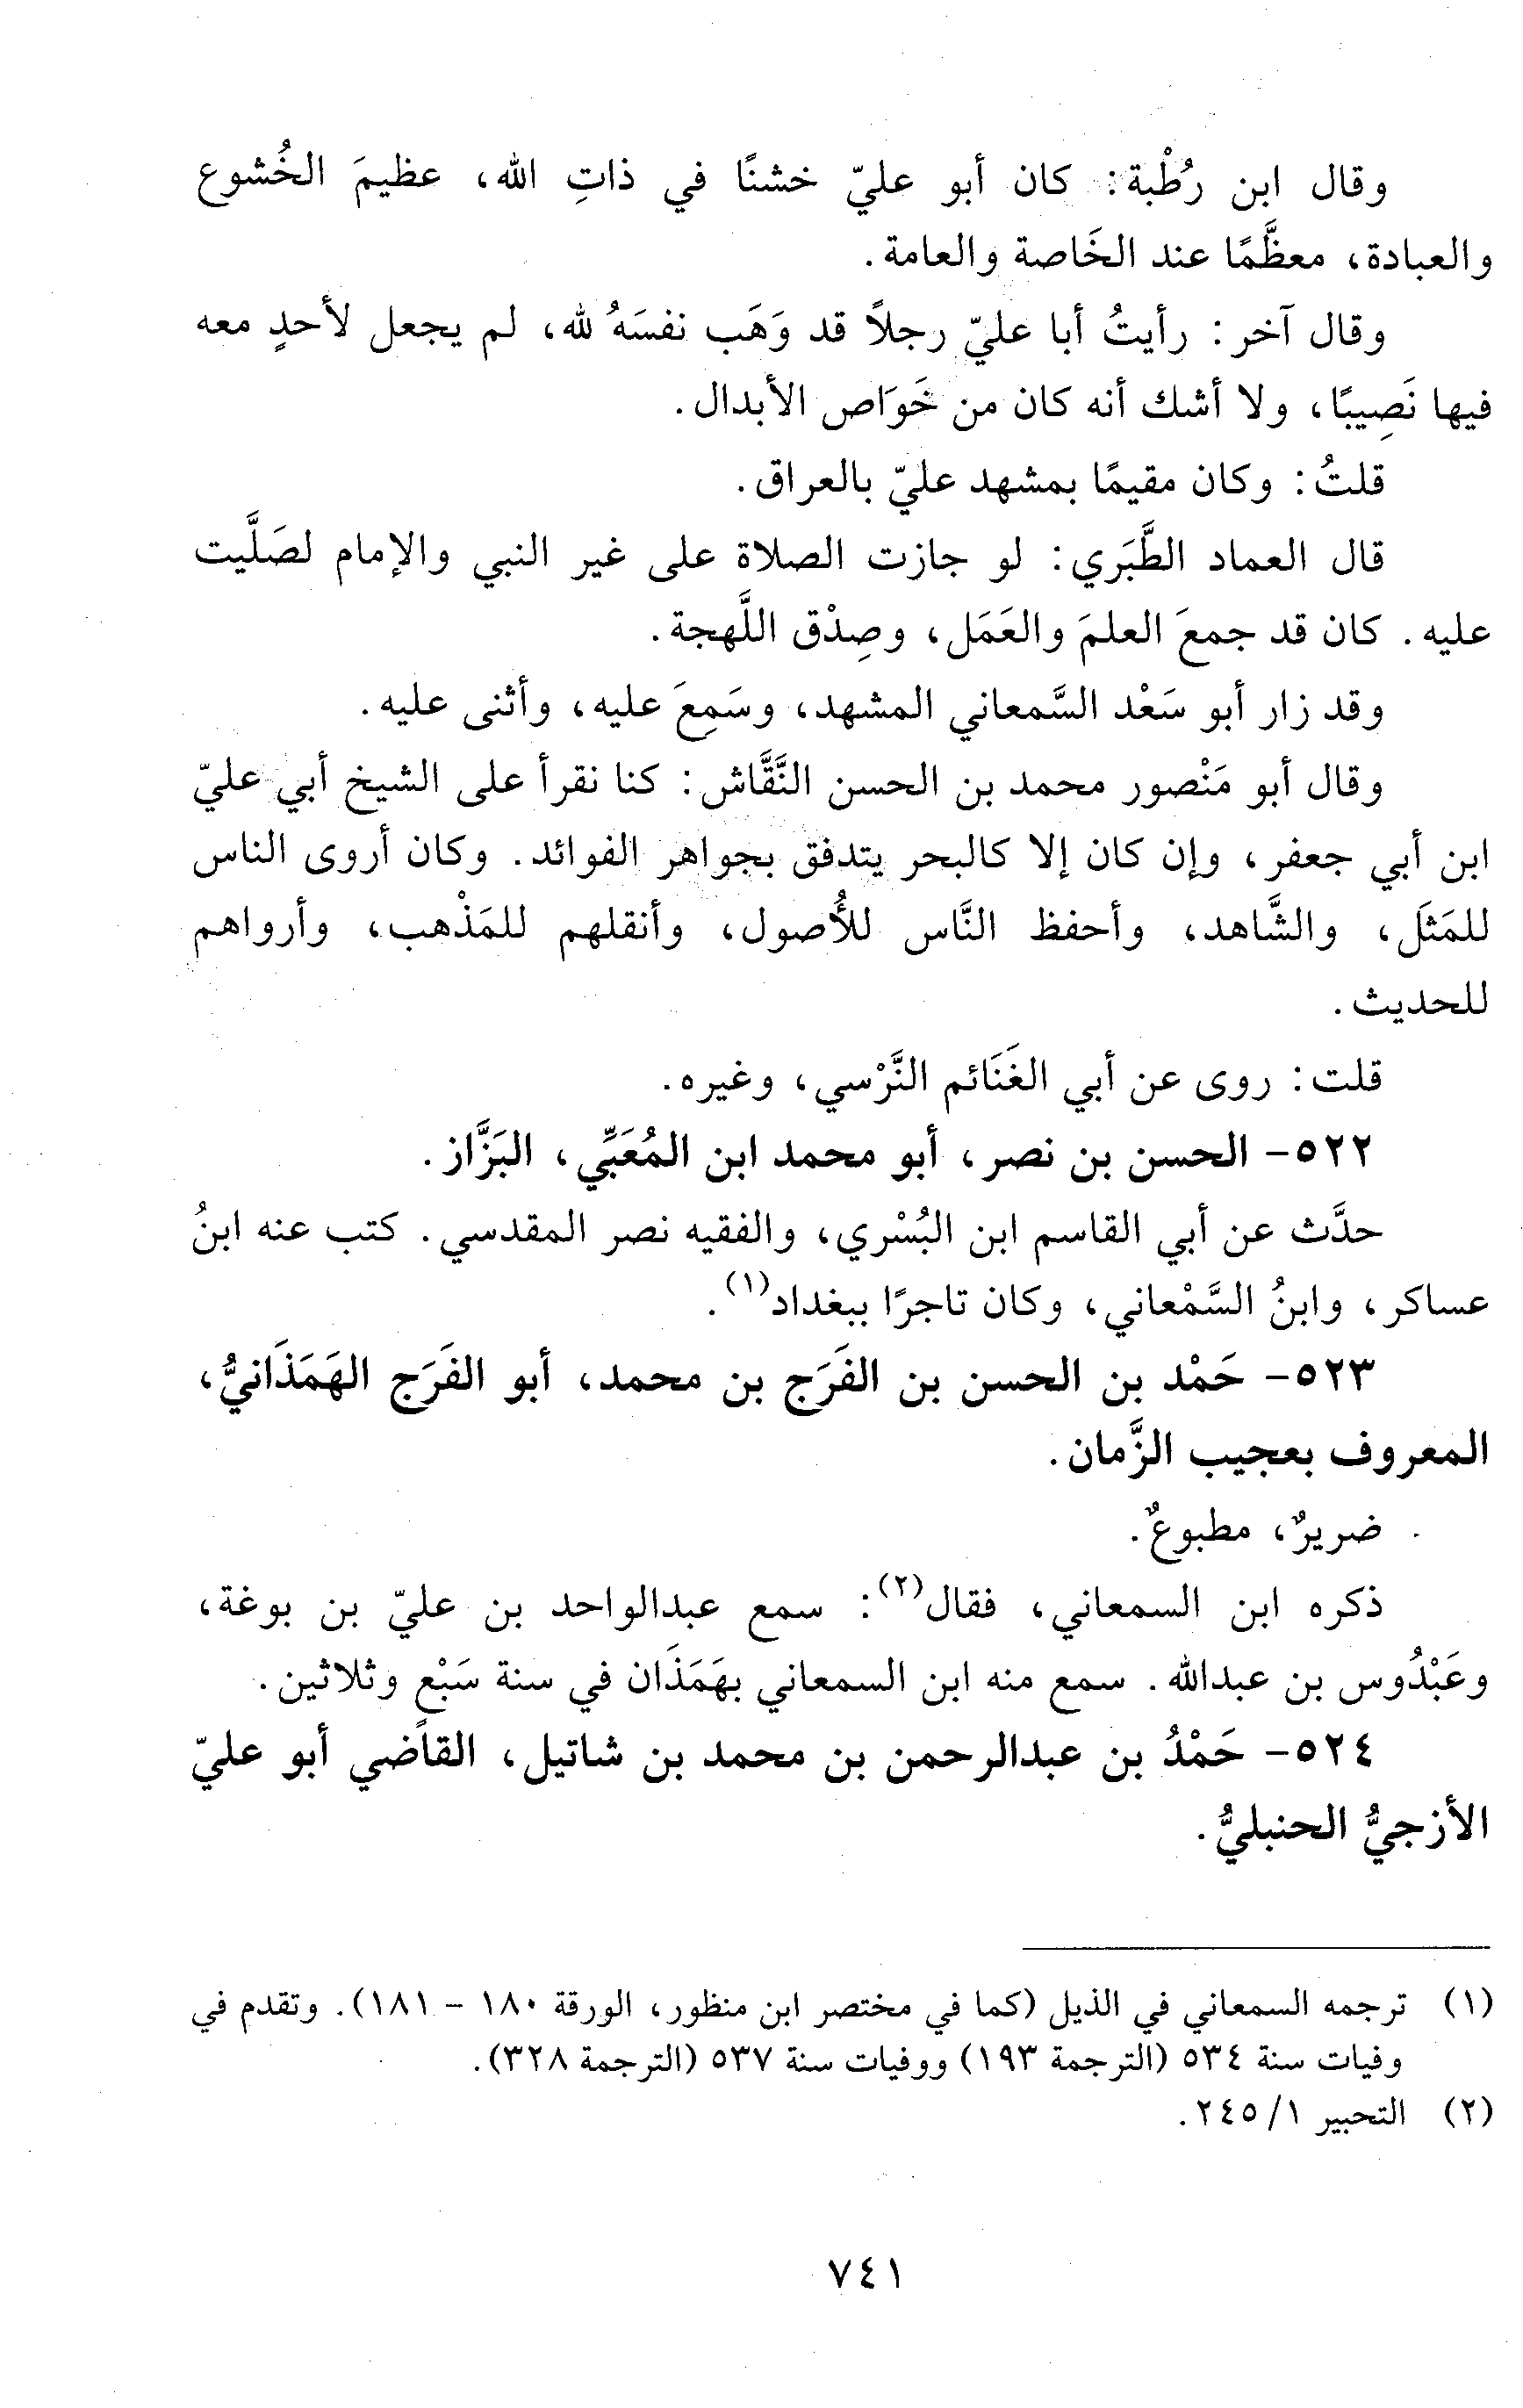 وقال ابن رُطْبة: كان أبو عليّ خشنًا في ذاتِ الله، عظيمَ الخُشوع
والعبادة، معظَّمًا عند الخَاصة والعامة.
وقال آخر: رأيتُ أبا عليّ رجلاً قد وَهَب نفسَهُ لله، لم يجعل لأحدٍ معه
فيها نَصِيبًا، ولا أشك أنه كان من خَوَاص الأبدال.
قلتُ: وكان مقيمًا بمشهد عليّ بالعراق.
قال العماد الطَّبَري: لو جازت الصلاة على غير النبي والإمام لصَلَّيت
عليه. كان قد جمعَ العلمَ والعَمَل، وصِدْق اللَّهجة.
وقد زار أبو سَعْد السَّمعاني المشهد، وسَمِعَ عليه، وأثنى عليه.
وقال أبو مَنْصور محمد بن الحسن النَّقَّاش: كنا نقرأ على الشيخ أبي عليّ
ابن أبي جعفر، وإن كان إلا كالبحر يتدفق بجواهر الفوائد. وكان أروى الناس
للمَثَل، والشَّاهد، وأحفظ النَّاس للأُصول، وأنقلهم للمَذْهب، وأرواهم
للحديث.
قلت: روى عن أبي الغَنَائم النَّرْسي، وغيره.
٥٢٢- الحسن بن نصر، أبو محمد ابن المُعَبِّي، البَزَّاز.
حدَّث عن أبي القاسم ابن البُسْري، والفقيه نصر المقدسي. كتب عنه ابنُ
عساكر، وابنُ السَّمْعاني، وكان تاجرًا ببغداد(١).
٥٢٣- حَمْد بن الحسن بن الفَرَج بن محمد، أبو الفَرَج الهَمَذَانيُّ،
المعروف بعجيب الزَّمان.
ضريرٌ، مطبوعٌ.
ذكره ابن السمعاني، فقال(٢): سمع عبدالواحد بن عليّ بن بوغة،
وعَبْدُوس بن عبدالله. سمع منه ابن السمعاني بهَمَذَان في سنة سَبْع وثلاثين.
٥٢٤- حَمْدُ بن عبدالرحمن بن محمد بن شاتيل، القاضي أبو عليّ
الأزجيُّ الحنبليُّ.
(١) ترجمه السمعاني في الذيل (كما في مختصر ابن منظور، الورقة ١٨٠ - ١٨١). وتقدم في
وفيات سنة ٥٣٤ (الترجمة ١٩٣) ووفيات سنة ٥٣٧ (الترجمة ٣٢٨).
(٢) التحبير ١/ ٢٤٥.
٧٤١